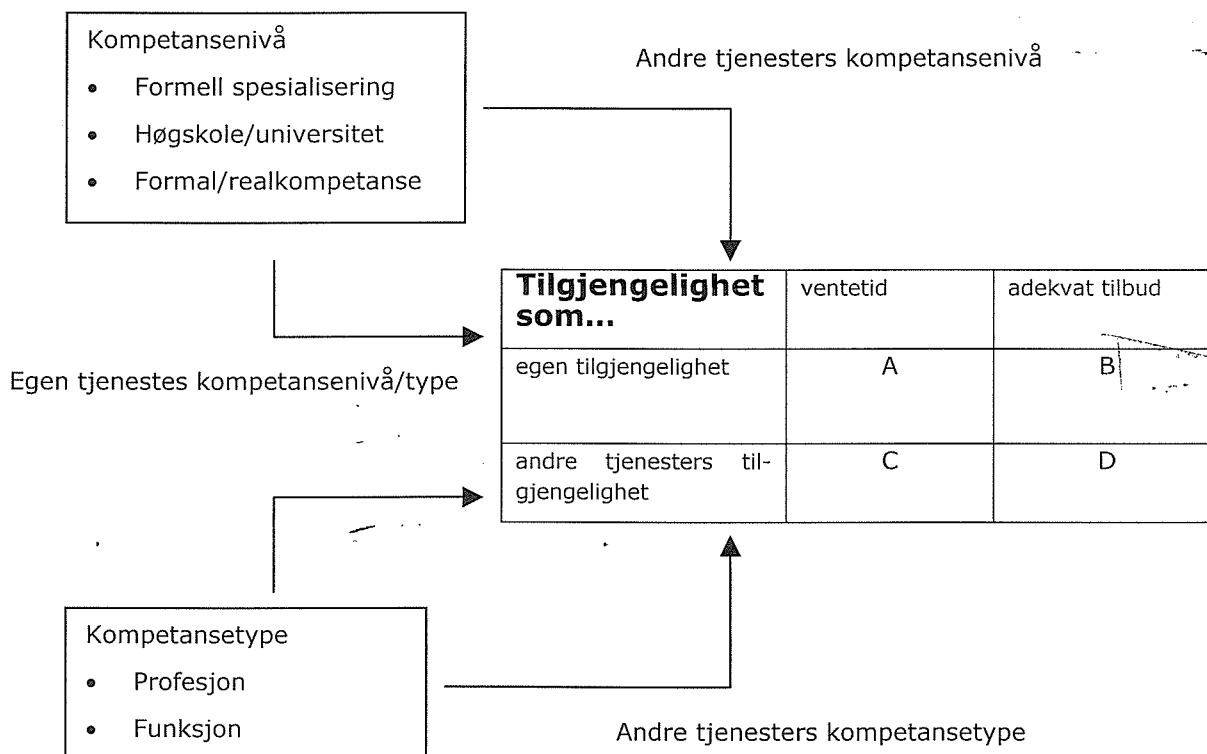 Kompetansenivå
• Formell spesialisering
• Høgskole/universitet
• Formal/realkompetanse
Andre tjenesters kompetansenivå
Tilgjengelighet
som...
ventetid
adekvat tilbud
egen tilgjengelighet
A
B
Egen tjenestes kompetansenivå/type
andre tjenesters til-
gjengelighet
C
D
Kompetansetype
• Profesjon
• Funksjon
Andre tjenesters kompetansetype